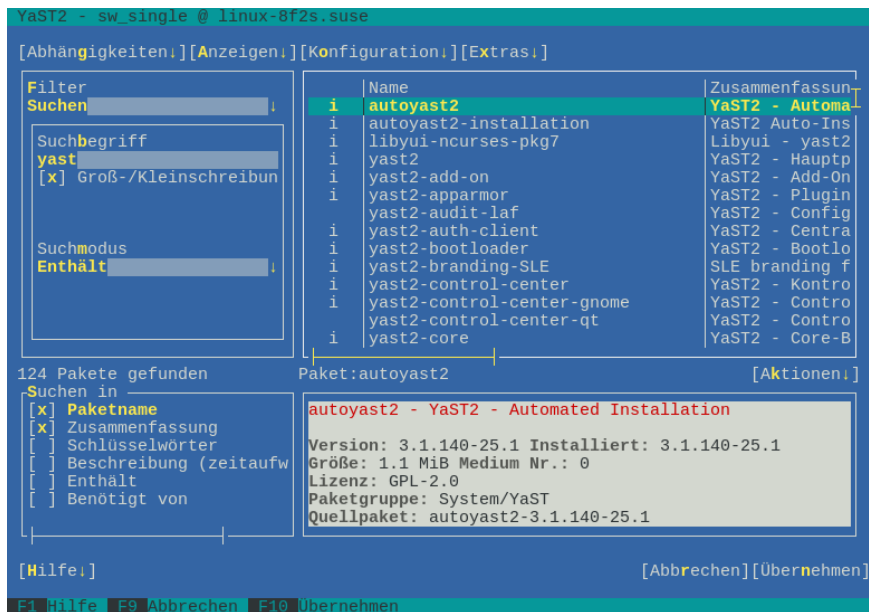 YaST2 - sw_single @ linux-8f2s.suse
[Abhängigkeiten↓][Anzeigen↓][Konfiguration↓][Extras↓]
Filter
Suchen ↓
Suchbegriff
yast
[x] Groß-/Kleinschreibun
Suchmodus
Enthält ↓
Name Zusammenfassun
i autoyast2 YaST2 - Automa
i autoyast2-installation YaST2 Auto-Ins
i libyui-ncurses-pkg7 Libyui - yast2
i yast2 YaST2 - Hauptp
i yast2-add-on YaST2 - Add-On
i yast2-apparmor YaST2 - Plugin
yast2-audit-laf YaST2 - Config
i yast2-auth-client YaST2 - Centra
i yast2-bootloader YaST2 - Bootlo
i yast2-branding-SLE SLE branding f
i yast2-control-center YaST2 - Kontro
i yast2-control-center-gnome YaST2 - Contro
yast2-control-center-qt YaST2 - Contro
i yast2-core YaST2 - Core-B
124 Pakete gefunden
Paket:autoyast2 [Aktionen↓]
Suchen in
[x] Paketname
[x] Zusammenfassung
[ ] Schlüsselwörter
[ ] Beschreibung (zeitaufw
[ ] Enthält
[ ] Benötigt von
autoyast2 - YaST2 - Automated Installation
Version: 3.1.140-25.1 Installiert: 3.1.140-25.1
Größe: 1.1 MiB Medium Nr.: 0
Lizenz: GPL-2.0
Paketgruppe: System/YaST
Quellpaket: autoyast2-3.1.140-25.1
[Hilfe↓] [Abbrechen][Übernehmen]
F1 Hilfe F9 Abbrechen F10 Übernehmen